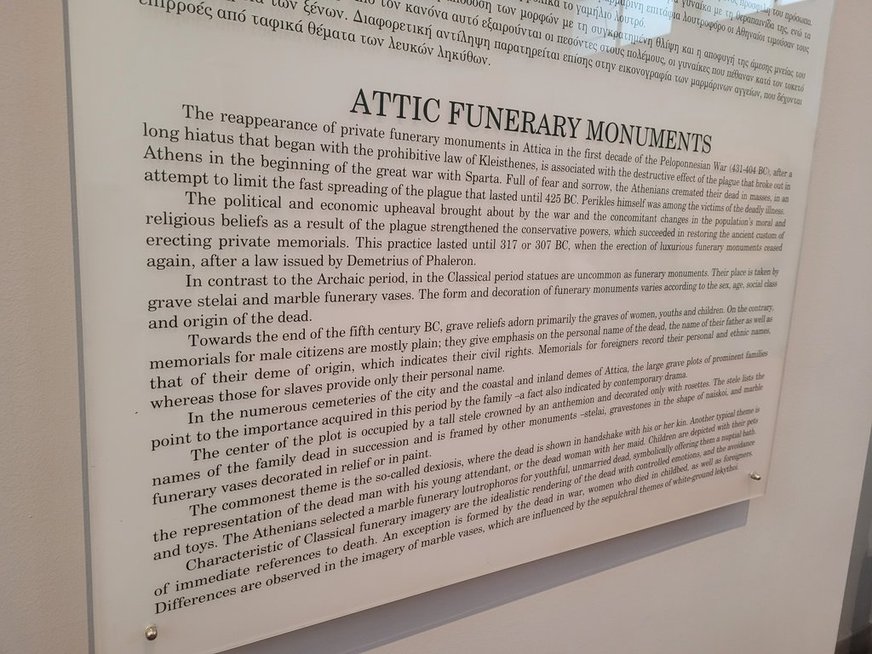 πρόσωπα.
γυναίκα με τη θεραπαινίδα της, ενώ τα
το γαμήλιο λουτρό.
επιτάφια λουτροφόρο οι Αθηναίοι τιμούσαν τους
των μορφών με τη συγκρατημένη θλίψη και η αποφυγή της άμεσης μνείας του
τον κανόνα αυτό εξαιρούνται οι πεσόντες στους πολέμους, οι γυναίκες που πέθαναν κατά τον τοκετό
των ξένων. Διαφορετική αντίληψη παρατηρείται επίσης στην εικονογραφία των μαρμάρινων αγγείων, που δέχονται
επιρροές από ταφικά θέματα των λευκών ληκύθων.
ATTIC FUNERARY MONUMENTS
The reappearance of private funerary monuments in Attica in the first decade of the Peloponnesian War (431-404 BC), after a
long hiatus that began with the prohibitive law of Kleisthenes, is associated with the destructive effect of the plague that broke out in
Athens in the beginning of the great war with Sparta. Full of fear and sorrow, the Athenians cremated their dead in masses, in an
attempt to limit the fast spreading of the plague that lasted until 425 BC. Perikles himself was among the victims of the deadly illness.
The political and economic upheaval brought about by the war and the concomitant changes in the population's moral and
religious beliefs as a result of the plague strengthened the conservative powers, which succeeded in restoring the ancient custom of
erecting private memorials. This practice lasted until 317 or 307 BC, when the erection of luxurious funerary monuments ceased
again, after a law issued by Demetrius of Phaleron.
In contrast to the Archaic period, in the Classical period statues are uncommon as funerary monuments. Their place is taken by
grave stelai and marble funerary vases. The form and decoration of funerary monuments varies according to the sex, age, social class
and origin of the dead.
Towards the end of the fifth century BC, grave reliefs adorn primarily the graves of women, youths and children. On the contrary,
memorials for male citizens are mostly plain; they give emphasis on the personal name of the dead, the name of their father as well as
that of their deme of origin, which indicates their civil rights. Memorials for foreigners record their personal and ethnic names,
whereas those for slaves provide only their personal name.
In the numerous cemeteries of the city and the coastal and inland demes of Attica, the large grave plots of prominent families
point to the importance acquired in this period by the family –a fact also indicated by contemporary drama.
The center of the plot is occupied by a tall stele crowned by an anthemion and decorated only with rosettes. The stele lists the
names of the family dead in succession and is framed by other monuments –stelai, gravestones in the shape of naiskoi, and marble
funerary vases decorated in relief or in paint.
The commonest theme is the so-called dexiosis, where the dead is shown in handshake with his or her kin. Another typical theme is
the representation of the dead man with his young attendant, or the dead woman with her maid. Children are depicted with their pets
and toys. The Athenians selected a marble funerary loutrophoros for youthful, unmarried dead, symbolically offering them a nuptial bath.
Characteristic of Classical funerary imagery are the idealistic rendering of the dead with controlled emotions, and the avoidance
of immediate references to death. An exception is formed by the dead in war, women who died in childbed, as well as foreigners.
Differences are observed in the imagery of marble vases, which are influenced by the sepulchral themes of white-ground lekythoi.